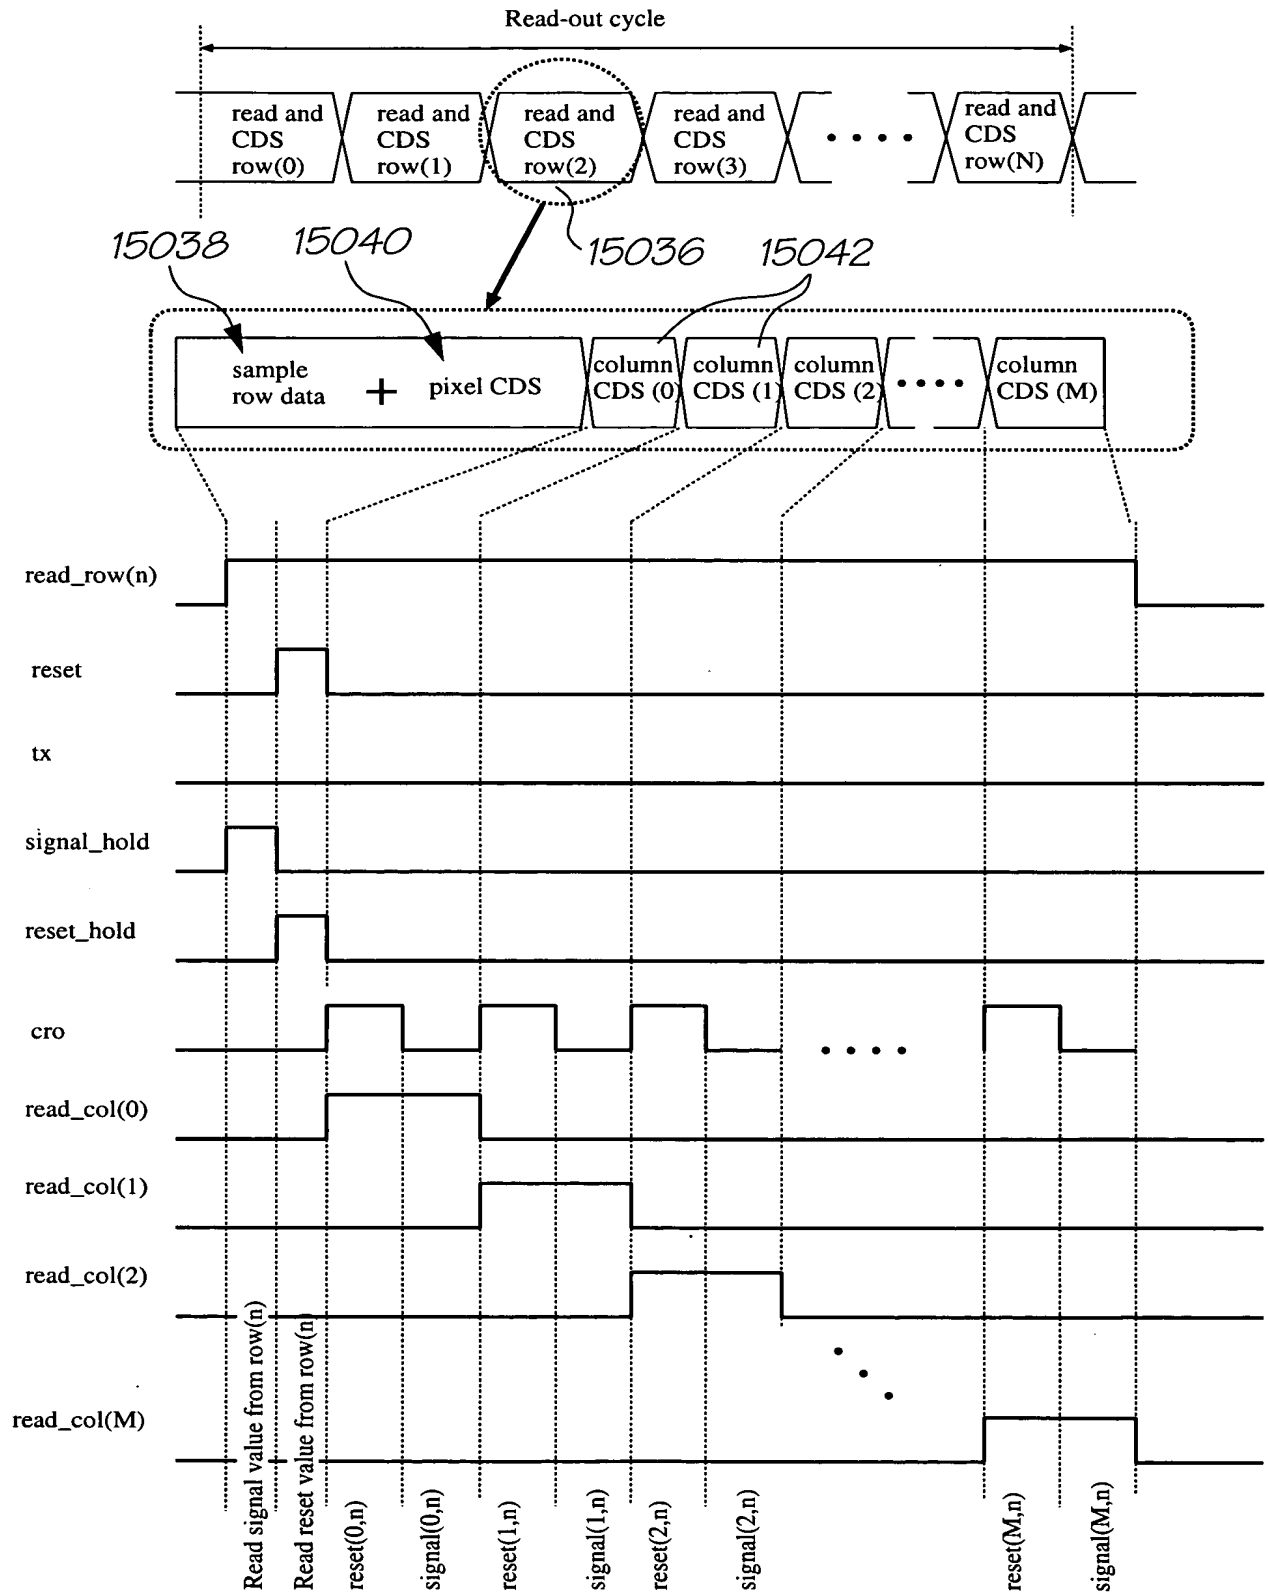 Read-out cycle
read and
CDS
row(0)
read and
CDS
row(1)
read and
CDS
row(2)
read and
CDS
row(3)
read and
CDS
row(N)
15038
15040
15036
15042
sample
row data
+
pixel CDS
column
CDS (0)
column
CDS (1)
column
CDS (2)
column
CDS (M)
read_row(n)
reset
tx
signal_hold
reset_hold
cro
read_col(0)
read_col(1)
read_col(2)
read_col(M)
Read signal value from row(n)
Read reset value from row(n)
reset(0,n)
signal(0,n)
reset(1,n)
signal(1,n)
reset(2,n)
signal(2,n)
reset(M,n)
signal(M,n)